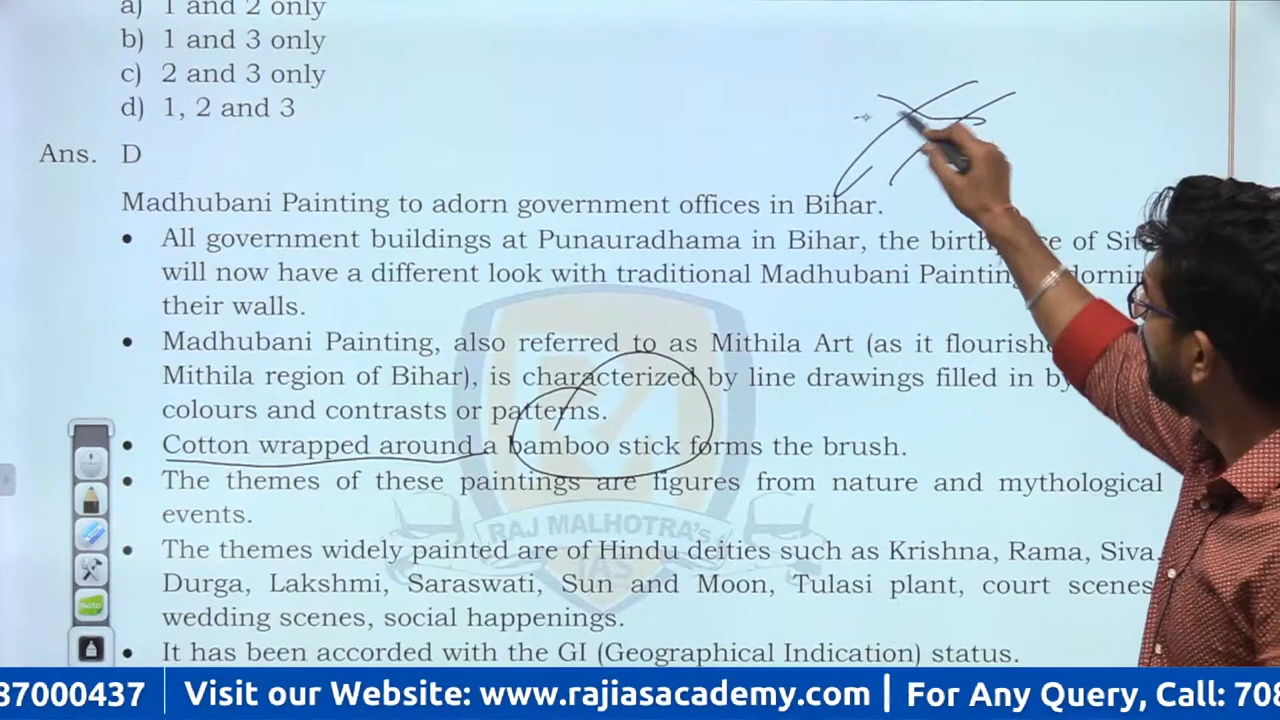 a) 1 and 2 only
b) 1 and 3 only
c) 2 and 3 only
d) 1, 2 and 3
Ans. D
Madhubani Painting to adorn government offices in Bihar.
• All government buildings at Punauradhama in Bihar, the of
will now have a different look with traditional Madhubani
their walls.
• Madhubani Painting, also referred to as Mithila Art (as it
Mithila region of Bihar), is characterized by line drawings filled in
colours and contrasts or patterns.
• Cotton wrapped around a bamboo stick forms the brush.
• The themes of these paintings are figures from nature and mythological
events.
• The themes widely painted are of Hindu deities such as Krishna, Rama, Siva,
Durga, Lakshmi, Saraswati, Sun and Moon, Tulasi plant, court scenes
wedding scenes, social happenings.
• It has been accorded with the GI (Geographical Indication) status.
RAJ MALHOTRA's
IAS
Note
87000437 | Visit our Website: www.rajiasacademy.com | For Any Query, Call: 708